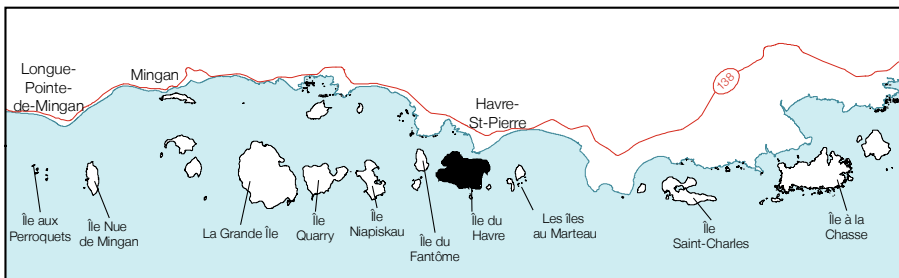 Longue-
Pointe-
de-Mingan
Mingan
Havre-
St-Pierre
138
Île aux
Perroquets
Île Nue
de Mingan
La Grande Île
Île
Quarry
Île
Niapiskau
Île du
Fantôme
Île du
Havre
Les îles
au Marteau
Île
Saint-Charles
Île à la
Chasse